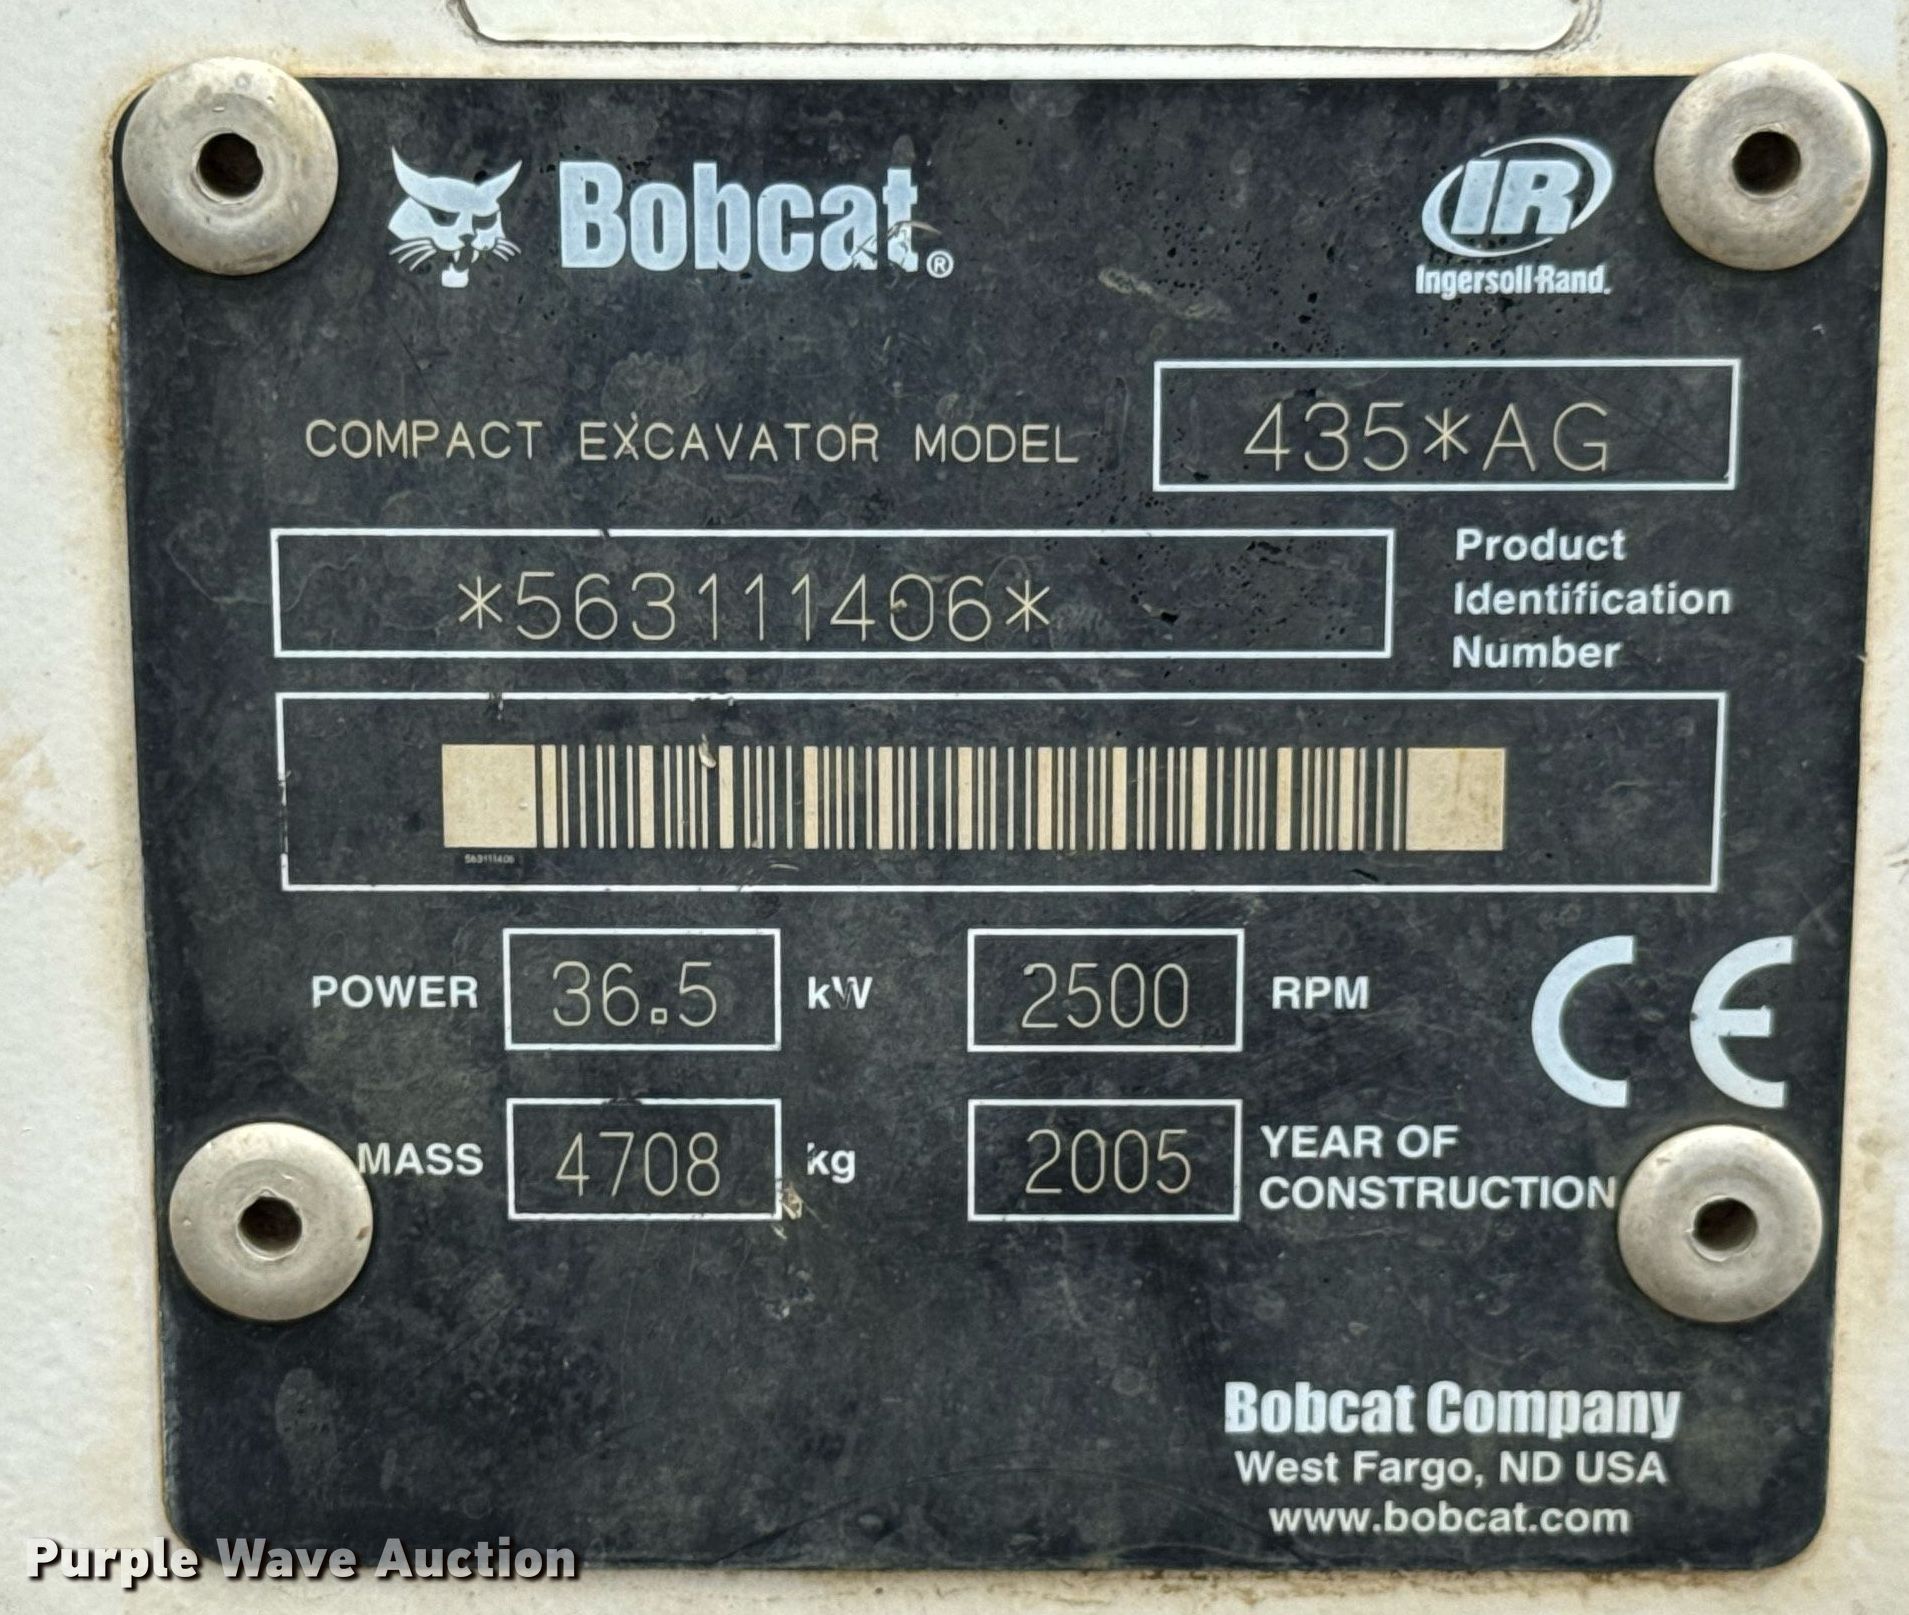 Bobcat®
IR
Ingersoll-Rand®
COMPACT EXCAVATOR MODEL 435*AG
*563111406*
Product
Identification
Number
563111406
POWER 36.5 kW 2500 RPM
CE
MASS 4708 kg 2005 YEAR OF
CONSTRUCTION
Bobcat Company
West Fargo, ND USA
www.bobcat.com
Purple Wave Auction